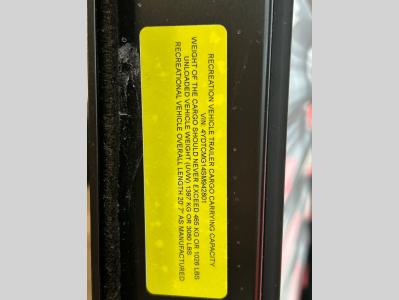 RECREATION VEHICLE TRAILER CARGO CARRYING CAPACITY
VIN: 4YDTCMG14SM942801
WEIGHT OF THE CARGO SHOULD NEVER EXCEED 465 KG OR 1026 LBS
UNLOADED VEHICLE WEIGHT (UVW) 1397 KG OR 3080 LBS
RECREATIONAL VEHICLE OVERALL LENGTH 20' 7" AS MANUFACTURED